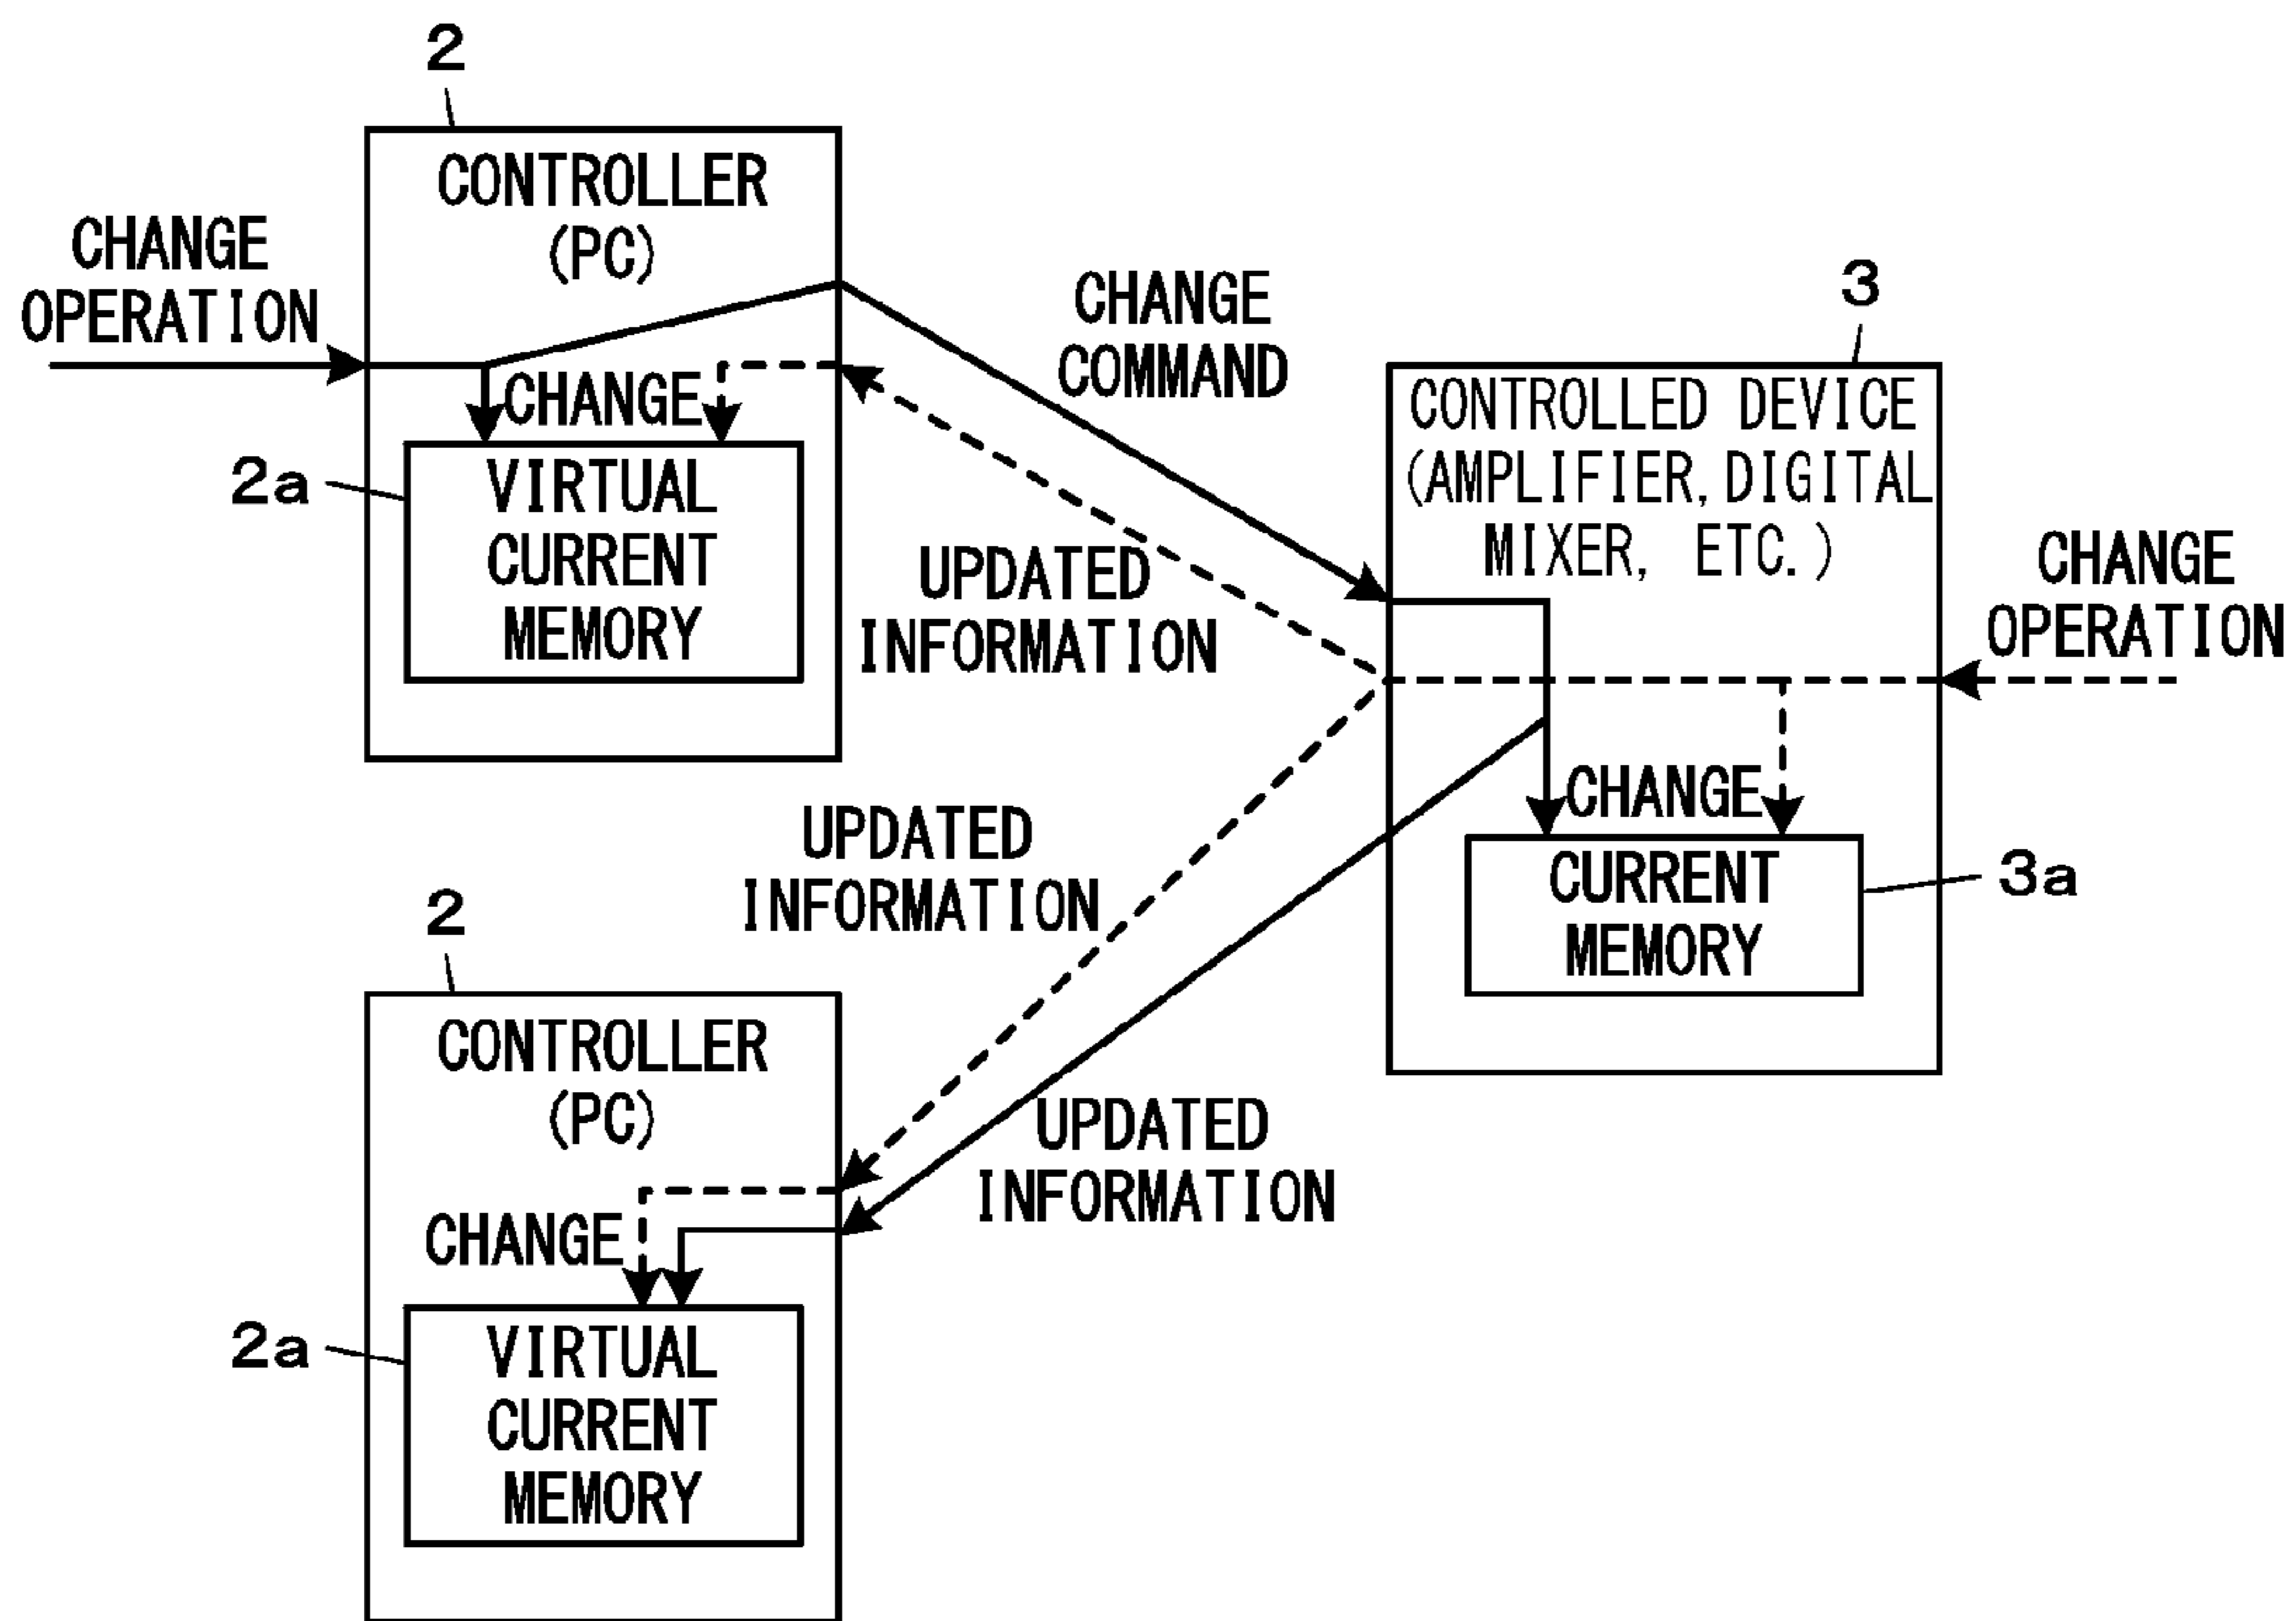 2
CONTROLLER
(PC)
CHANGE
OPERATION
CHANGE
2a
VIRTUAL
CURRENT
MEMORY
CHANGE
COMMAND
UPDATED
INFORMATION
3
CONTROLLED DEVICE
(AMPLIFIER, DIGITAL
MIXER, ETC.)
CHANGE
OPERATION
CHANGE
CURRENT
MEMORY
3a
UPDATED
INFORMATION
2
CONTROLLER
(PC)
UPDATED
INFORMATION
CHANGE
2a
VIRTUAL
CURRENT
MEMORY